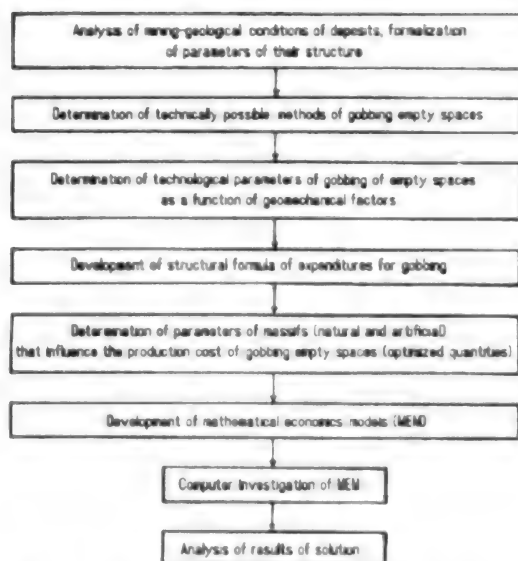 Analysis of mining-geological conditions of deposits, formalization
of parameters of their structure
Determination of technically possible methods of gobbing empty spaces
Determination of technological parameters of gobbing of empty spaces
as a function of geomechanical factors
Development of structural formula of expenditures for gobbing
Determination of parameters of massifs (natural and artificial)
that influence the production cost of gobbing empty spaces (optimized quantities)
Development of mathematical economics models (MEM)
Computer Investigation of MEM
Analysis of results of solution